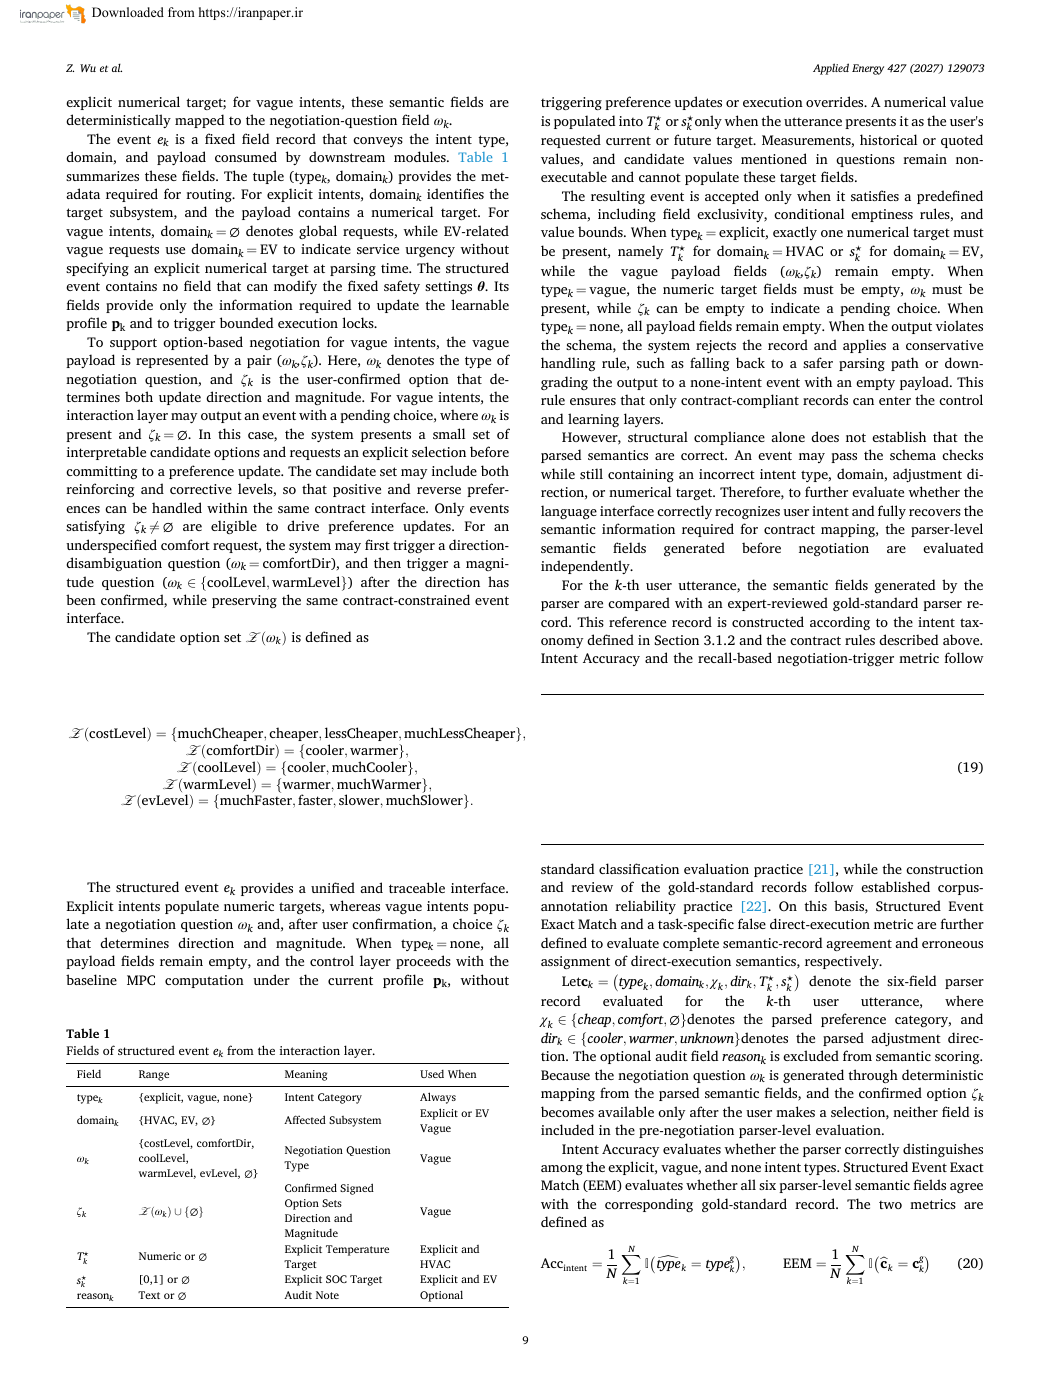 iranpaper Downloaded from https://iranpaper.ir
Z. Wu et al.
Applied Energy 427 (2027) 129073
explicit numerical target; for vague intents, these semantic fields are
deterministically mapped to the negotiation-question field ωk.
The event ek is a fixed field record that conveys the intent type,
domain, and payload consumed by downstream modules. Table 1
summarizes these fields. The tuple (typek, domaink) provides the met-
adata required for routing. For explicit intents, domaink identifies the
target subsystem, and the payload contains a numerical target. For
vague intents, domaink = ∅ denotes global requests, while EV-related
vague requests use domaink = EV to indicate service urgency without
specifying an explicit numerical target at parsing time. The structured
event contains no field that can modify the fixed safety settings θ. Its
fields provide only the information required to update the learnable
profile pk and to trigger bounded execution locks.
To support option-based negotiation for vague intents, the vague
payload is represented by a pair (ωk,ζk). Here, ωk denotes the type of
negotiation question, and ζk is the user-confirmed option that de-
termines both update direction and magnitude. For vague intents, the
interaction layer may output an event with a pending choice, where ωk is
present and ζk = ∅. In this case, the system presents a small set of
interpretable candidate options and requests an explicit selection before
committing to a preference update. The candidate set may include both
reinforcing and corrective levels, so that positive and reverse prefer-
ences can be handled within the same contract interface. Only events
satisfying ζk ≠ ∅ are eligible to drive preference updates. For an
underspecified comfort request, the system may first trigger a direction-
disambiguation question (ωk = comfortDir), and then trigger a magni-
tude question (ωk ∈ {coolLevel, warmLevel}) after the direction has
been confirmed, while preserving the same contract-constrained event
interface.
The candidate option set 𝒵(ωk) is defined as
triggering preference updates or execution overrides. A numerical value
is populated into T*k or s*k only when the utterance presents it as the user's
requested current or future target. Measurements, historical or quoted
values, and candidate values mentioned in questions remain non-
executable and cannot populate these target fields.
The resulting event is accepted only when it satisfies a predefined
schema, including field exclusivity, conditional emptiness rules, and
value bounds. When typek = explicit, exactly one numerical target must
be present, namely T*k for domaink = HVAC or s*k for domaink = EV,
while the vague payload fields (ωk,ζk) remain empty. When
typek = vague, the numeric target fields must be empty, ωk must be
present, while ζk can be empty to indicate a pending choice. When
typek = none, all payload fields remain empty. When the output violates
the schema, the system rejects the record and applies a conservative
handling rule, such as falling back to a safer parsing path or down-
grading the output to a none-intent event with an empty payload. This
rule ensures that only contract-compliant records can enter the control
and learning layers.
However, structural compliance alone does not establish that the
parsed semantics are correct. An event may pass the schema checks
while still containing an incorrect intent type, domain, adjustment di-
rection, or numerical target. Therefore, to further evaluate whether the
language interface correctly recognizes user intent and fully recovers the
semantic information required for contract mapping, the parser-level
semantic fields generated before negotiation are evaluated
independently.
For the k-th user utterance, the semantic fields generated by the
parser are compared with an expert-reviewed gold-standard parser re-
cord. This reference record is constructed according to the intent tax-
onomy defined in Section 3.1.2 and the contract rules described above.
Intent Accuracy and the recall-based negotiation-trigger metric follow
𝒵(costLevel) = {muchCheaper, cheaper, lessCheaper, muchLessCheaper},
𝒵(comfortDir) = {cooler, warmer},
𝒵(coolLevel) = {cooler, muchCooler},
𝒵(warmLevel) = {warmer, muchWarmer},
𝒵(evLevel) = {muchFaster, faster, slower, muchSlower}.
(19)
The structured event ek provides a unified and traceable interface.
Explicit intents populate numeric targets, whereas vague intents popu-
late a negotiation question ωk and, after user confirmation, a choice ζk
that determines direction and magnitude. When typek = none, all
payload fields remain empty, and the control layer proceeds with the
baseline MPC computation under the current profile pk, without
Table 1
Fields of structured event ek from the interaction layer.
Field Range Meaning Used When
typek {explicit, vague, none} Intent Category Always
domaink {HVAC, EV, ∅} Affected Subsystem Explicit or EV
Vague
ωk {costLevel, comfortDir,
coolLevel,
warmLevel, evLevel, ∅} Negotiation Question
Type Vague
ζk 𝒵(ωk) ∪ {∅} Confirmed Signed
Option Sets
Direction and
Magnitude Vague
T*k Numeric or ∅ Explicit Temperature
Target Explicit and
HVAC
s*k [0,1] or ∅ Explicit SOC Target Explicit and EV
reasonk Text or ∅ Audit Note Optional
standard classification evaluation practice [21], while the construction
and review of the gold-standard records follow established corpus-
annotation reliability practice [22]. On this basis, Structured Event
Exact Match and a task-specific false direct-execution metric are further
defined to evaluate complete semantic-record agreement and erroneous
assignment of direct-execution semantics, respectively.
Letck = (typek, domaink, χk, dirk, T*k, s*k) denote the six-field parser
record evaluated for the k-th user utterance, where
χk ∈ {cheap, comfort, ∅}denotes the parsed preference category, and
dirk ∈ {cooler, warmer, unknown}denotes the parsed adjustment direc-
tion. The optional audit field reasonk is excluded from semantic scoring.
Because the negotiation question ωk is generated through deterministic
mapping from the parsed semantic fields, and the confirmed option ζk
becomes available only after the user makes a selection, neither field is
included in the pre-negotiation parser-level evaluation.
Intent Accuracy evaluates whether the parser correctly distinguishes
among the explicit, vague, and none intent types. Structured Event Exact
Match (EEM) evaluates whether all six parser-level semantic fields agree
with the corresponding gold-standard record. The two metrics are
defined as
Accintent = 1/N ∑ᴺk=1 𝕀(t̂ypek = typeᵍk), EEM = 1/N ∑ᴺk=1 𝕀(ĉk = cᵍk) (20)
9